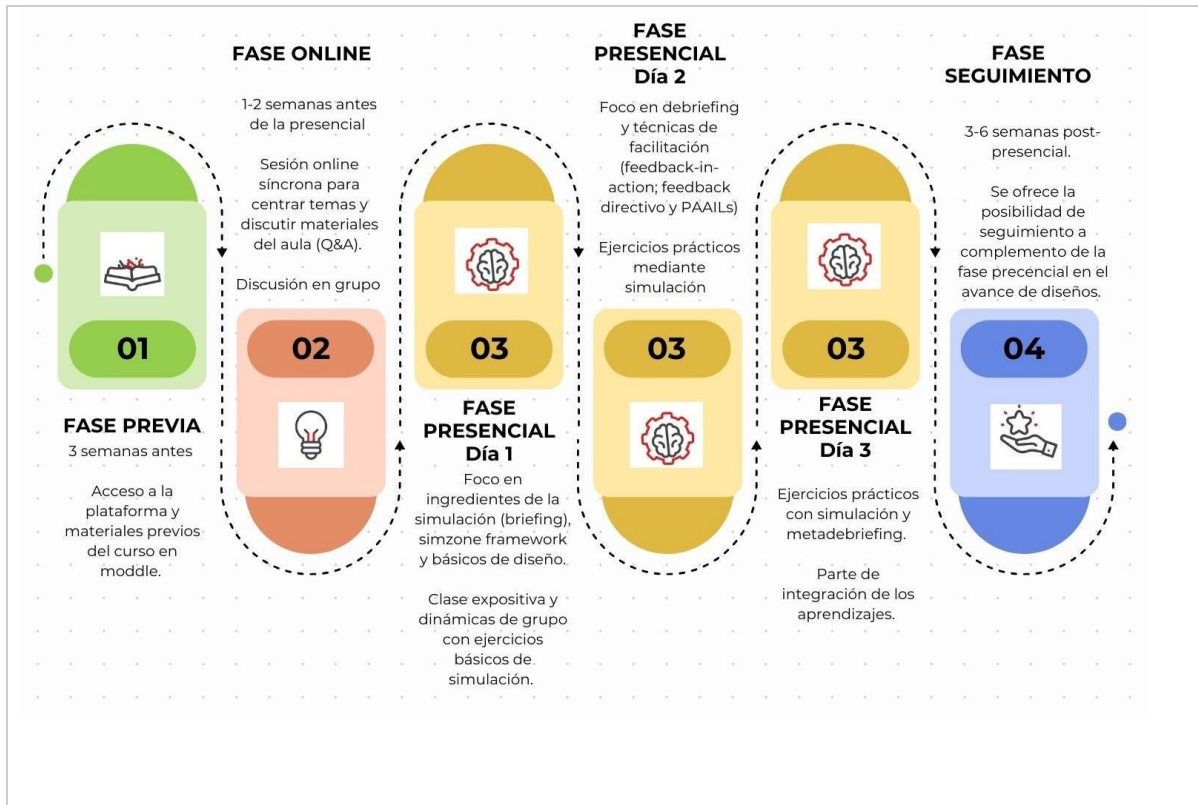 01
FASE PREVIA
3 semanas antes
Acceso a la
plataforma y
materiales previos
del curso en
moddle.
FASE ONLINE
1-2 semanas antes
de la presencial
Sesión online
síncrona para
centrar temas y
discutir materiales
del aula (Q&A).
Discusión en grupo
02
03
FASE
PRESENCIAL
Día 1
Foco en
ingredientes de la
simulación (briefing),
simzone framework
y básicos de diseño.
Clase expositiva y
dinámicas de grupo
con ejercicios
básicos de
simulación.
FASE
PRESENCIAL
Día 2
Foco en debriefing
y técnicas de
facilitación
(feedback-in-
action; feedback
directivo y PAAILs)
Ejercicios prácticos
mediante
simulación
03
03
FASE
PRESENCIAL
Día 3
Ejercicios prácticos
con simulación y
metadebriefing.
Parte de
integración de los
aprendizajes.
FASE
SEGUIMIENTO
3-6 semanas post-
presencial.
Se ofrece la
posibilidad de
seguimiento a
complemento de la
fase precencial en el
avance de diseños.
04